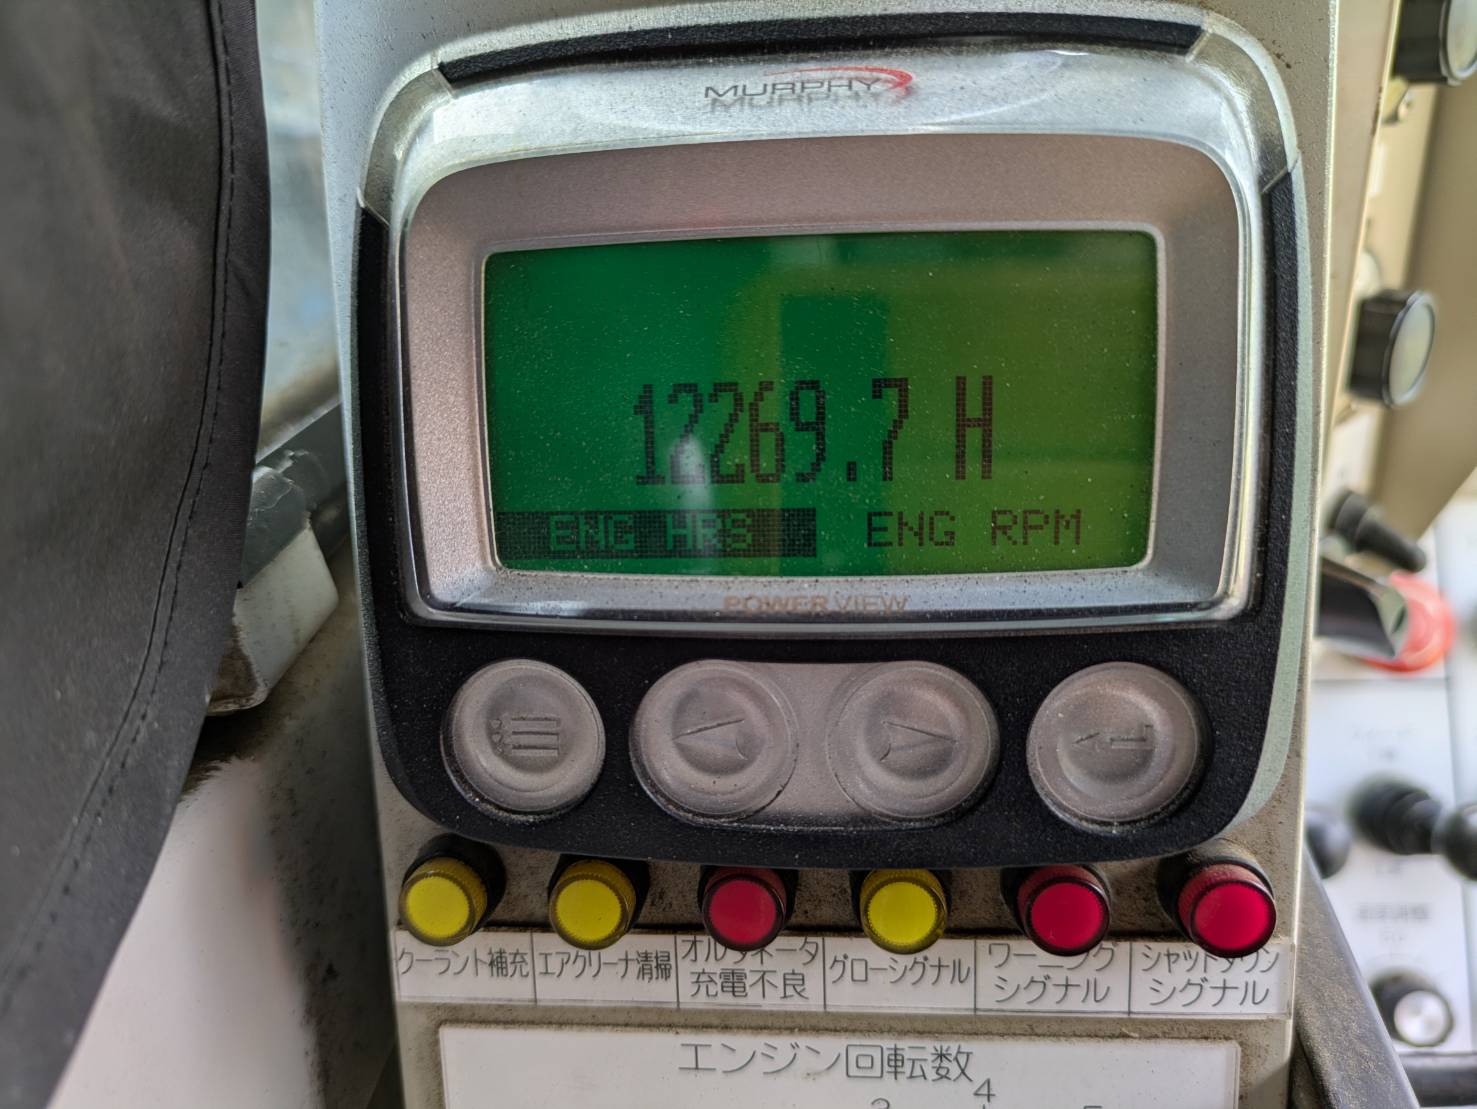 MURPHY
12269.7 H
ENG HRS ENG RPM
POWERVIEW
クーラント補充
エアクリーナ清掃
オルタネータ
充電不良
グローシグナル
ワーニング
シグナル
シャットダウン
シグナル
エンジン回転数
4